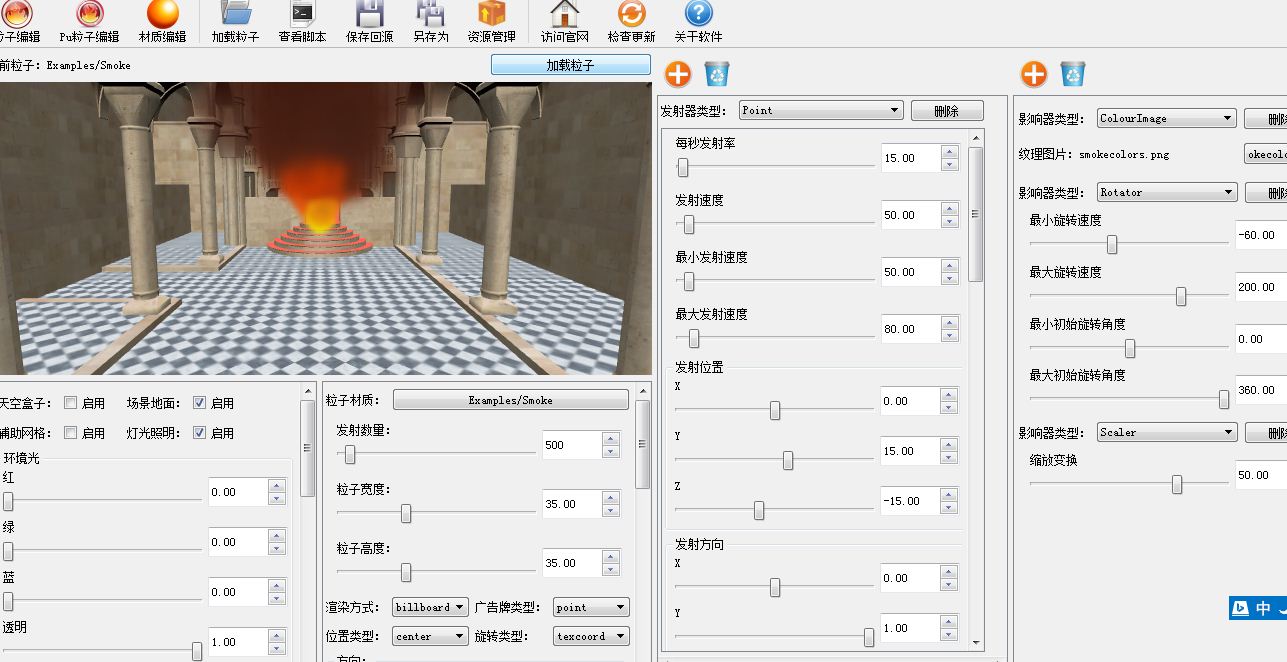 子编辑 Pu粒子编辑 材质编辑 加载粒子 查看脚本 保存回源 另存为 资源管理 访问官网 检查更新 关于软件
前粒子: Examples/Smoke 加载粒子
发射器类型: Point 删除
每秒发射率
15.00
发射速度
50.00
最小发射速度
50.00
最大发射速度
80.00
发射位置
X
0.00
Y
15.00
Z
-15.00
发射方向
X
0.00
Y
1.00
影响器类型: ColourImage 删除
纹理图片: smokecolors.png okecolo
影响器类型: Rotator 删除
最小旋转速度
-60.00
最大旋转速度
200.00
最小初始旋转角度
0.00
最大初始旋转角度
360.00
影响器类型: Scaler 删除
缩放变换
50.00
天空盒子: 启用 场景地面: 启用
辅助网格: 启用 灯光照明: 启用
环境光
红
0.00
绿
0.00
蓝
0.00
透明
1.00
粒子材质: Examples/Smoke
发射数量:
500
粒子宽度:
35.00
粒子高度:
35.00
渲染方式: billboard 广告牌类型: point
位置类型: center 旋转类型: texcoord
方向:
中